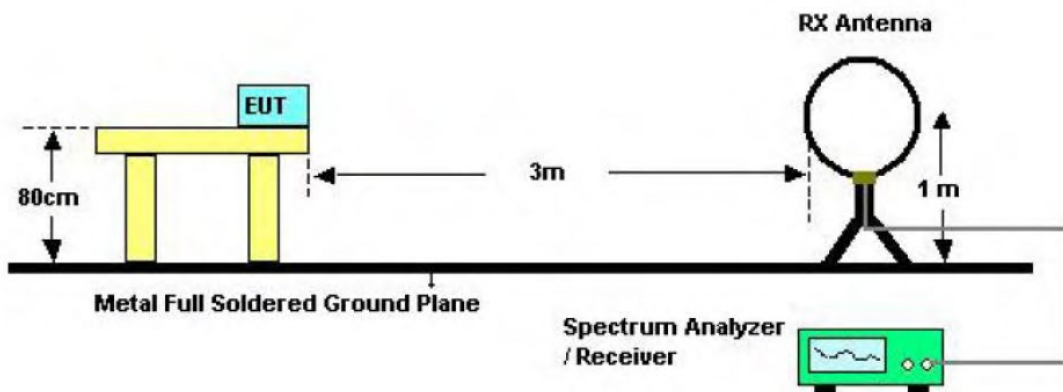 RX Antenna
EUT
3m
80cm
1 m
Metal Full Soldered Ground Plane
Spectrum Analyzer
/ Receiver